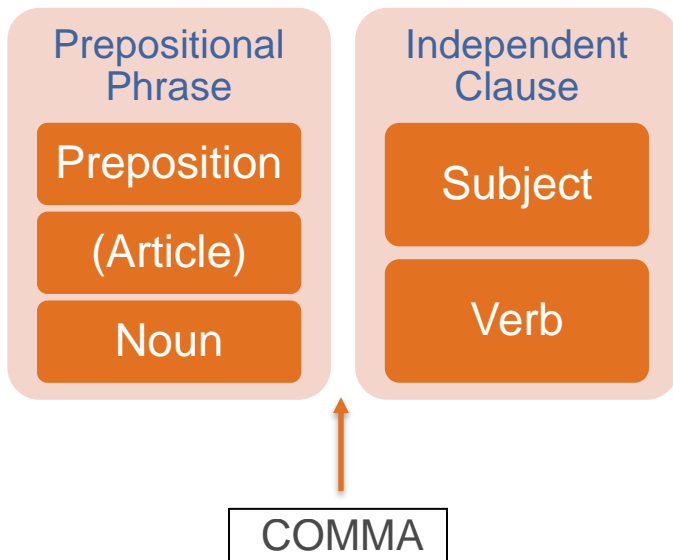 Prepositional
Phrase
Preposition
(Article)
Noun
Independent
Clause
Subject
Verb
COMMA